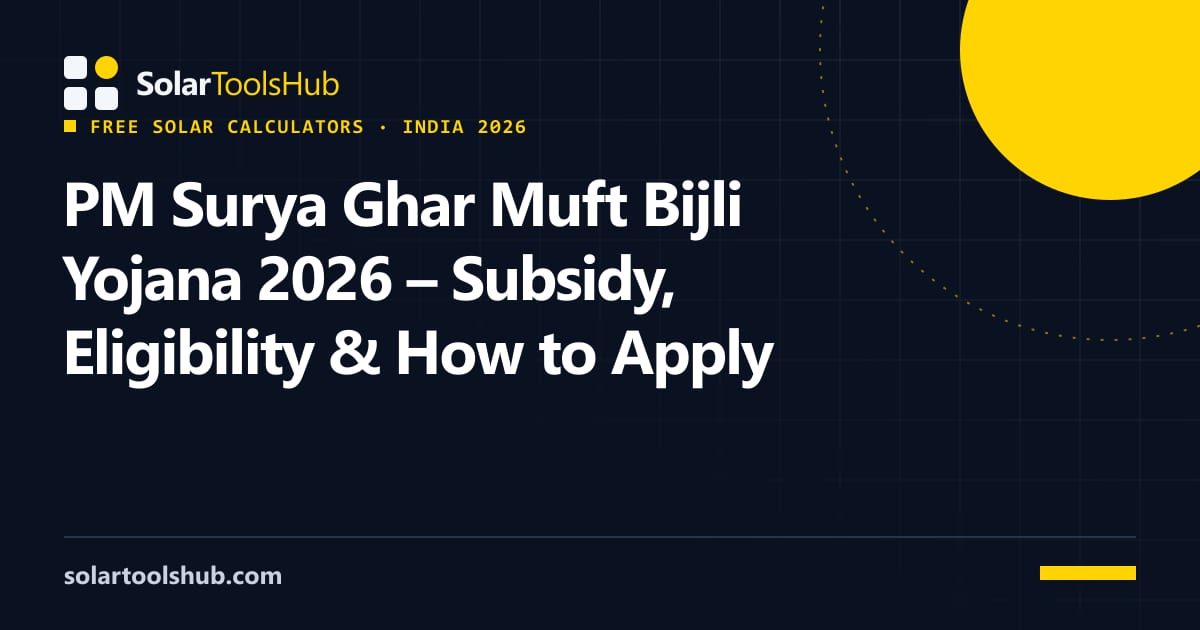 SolarToolsHub
FREE SOLAR CALCULATORS · INDIA 2026
PM Surya Ghar Muft Bijli
Yojana 2026 – Subsidy,
Eligibility & How to Apply
solartoolshub.com